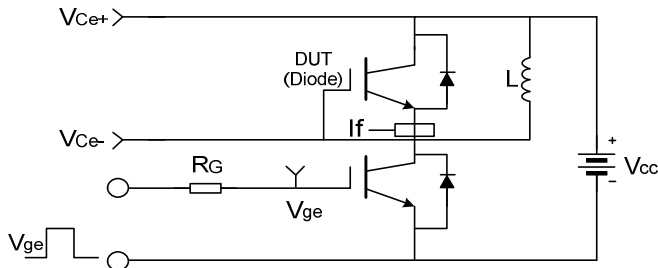 VCe+
DUT
(Diode)
L
If
VCe-
+
Vcc
−
RG
Vge
Vge